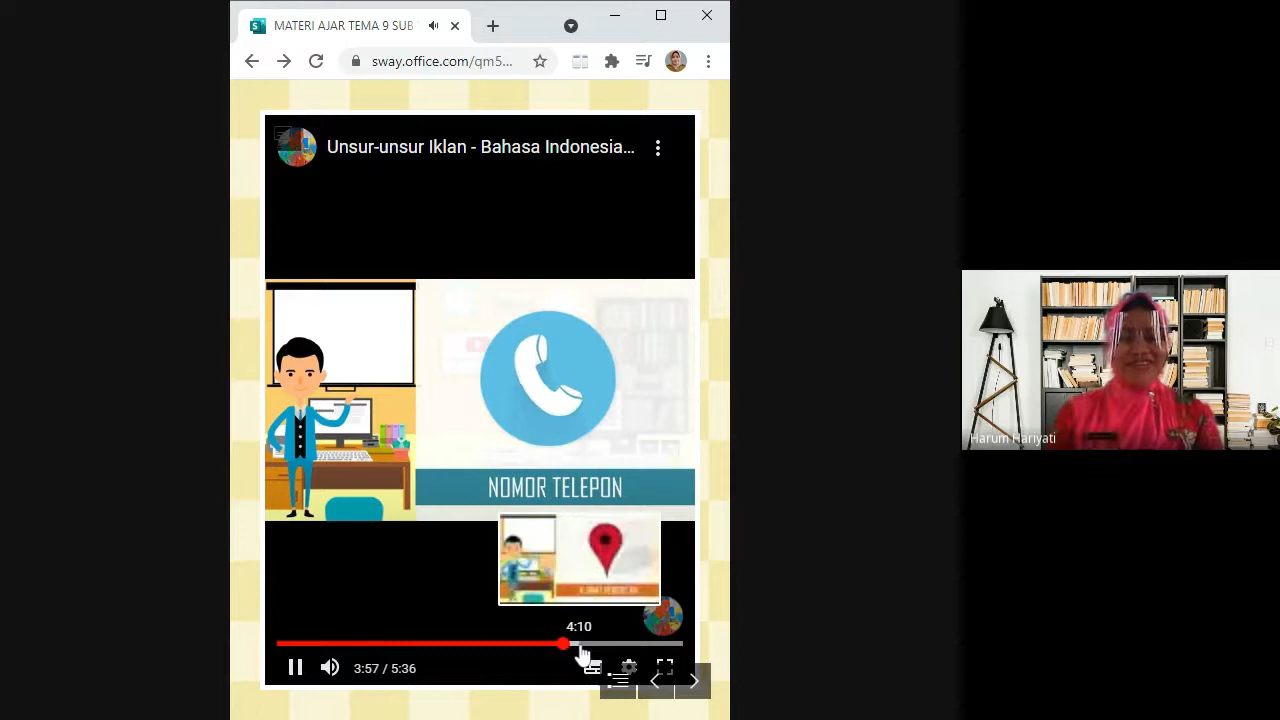 MATERI AJAR TEMA 9 SUB
sway.office.com/qm5...
Unsur-unsur Iklan - Bahasa Indonesia...
NOMOR TELEPON
4:10
3:57 / 5:36
Harum Hariyati